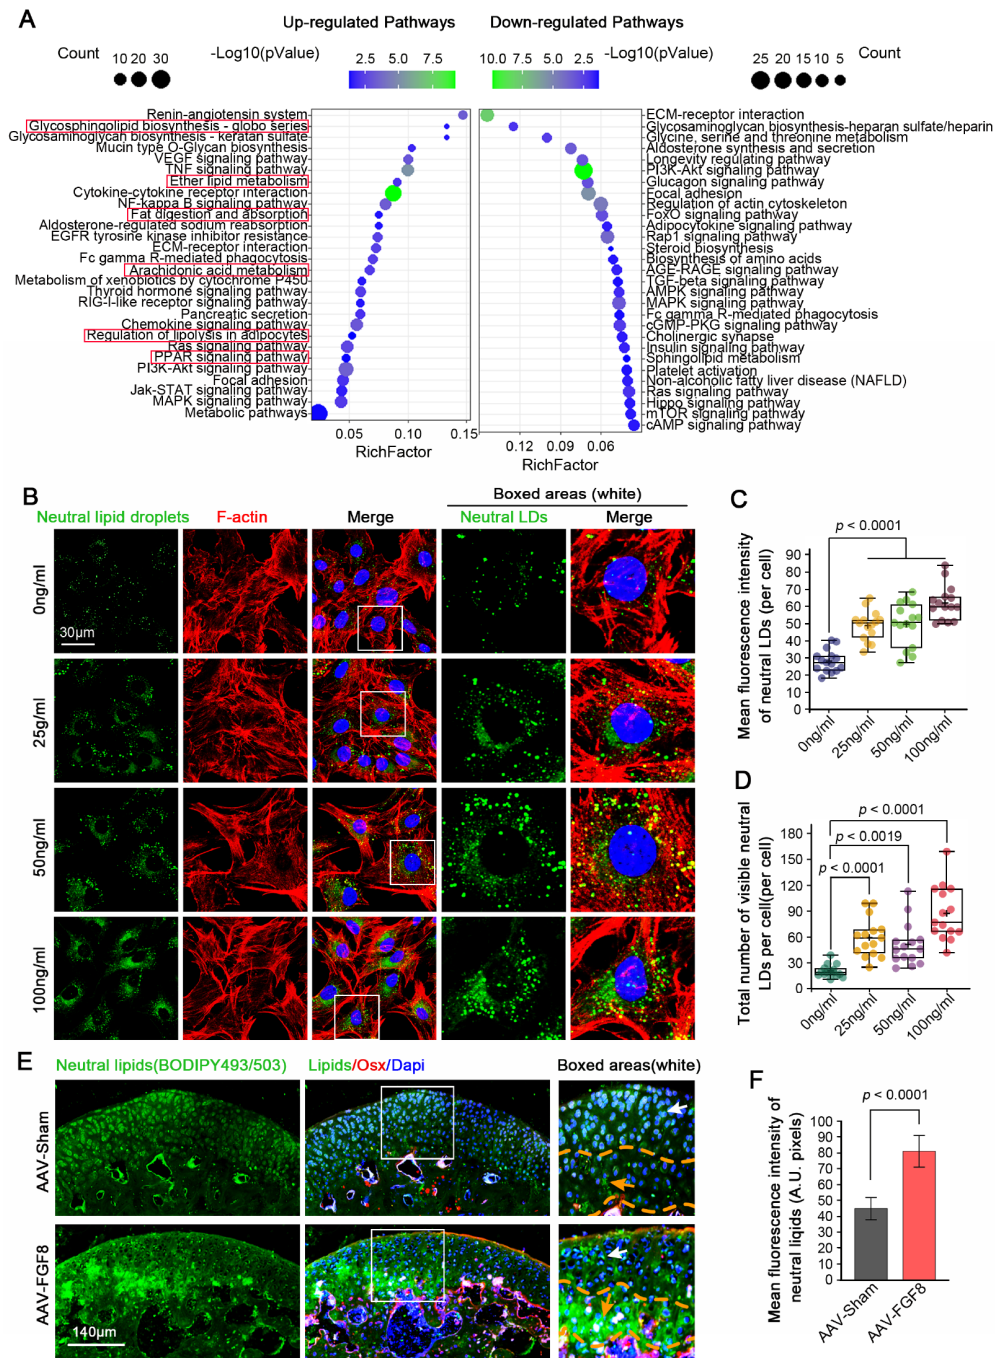 A
Up-regulated Pathways
Down-regulated Pathways
Count
-Log10(pValue)
-Log10(pValue)
Count
10 20 30
2.5 5.0 7.5
10.0 7.5 5.0 2.5
25 20 15 10 5
Renin-angiotensin system
Glycosphingolipid biosynthesis - globo series
Glycosaminoglycan biosynthesis - keratan sulfate
Mucin type O-Glycan biosynthesis
VEGF signaling pathway
TNF signaling pathway
Ether lipid metabolism
Cytokine-cytokine receptor interaction
NF-kappa B signaling pathway
Fat digestion and absorption
Aldosterone-regulated sodium reabsorption
EGFR tyrosine kinase inhibitor resistance
ECM-receptor interaction
Fc gamma R-mediated phagocytosis
Arachidonic acid metabolism
Metabolism of xenobiotics by cytochrome P450
Thyroid hormone signaling pathway
RIG-I-like receptor signaling pathway
Pancreatic secretion
Chemokine signaling pathway
Regulation of lipolysis in adipocytes
Ras signaling pathway
PPAR signaling pathway
PI3K-Akt signaling pathway
Focal adhesion
Jak-STAT signaling pathway
MAPK signaling pathway
Metabolic pathways
0.05 0.10 0.15
RichFactor
ECM-receptor interaction
Glycosaminoglycan biosynthesis-heparan sulfate/heparin
Glycine, serine and threonine metabolism
Aldosterone synthesis and secretion
Longevity regulating pathway
PI3K-Akt signaling pathway
Glucagon signaling pathway
Focal adhesion
Regulation of actin cytoskeleton
FoxO signaling pathway
Adipocytokine signaling pathway
Rap1 signaling pathway
Steroid biosynthesis
Biosynthesis of amino acids
AGE-RAGE signaling pathway
TGF-beta signaling pathway
AMPK signaling pathway
MAPK signaling pathway
Fc gamma R-mediated phagocytosis
cGMP-PKG signaling pathway
Cholinergic synapse
Insulin signaling pathway
Sphingolipid metabolism
Platelet activation
Non-alcoholic fatty liver disease (NAFLD)
Ras signaling pathway
Hippo signaling pathway
mTOR signaling pathway
cAMP signaling pathway
0.12 0.09 0.06
RichFactor
B
Boxed areas (white)
Neutral lipid droplets
F-actin
Merge
Neutral LDs
Merge
0ng/ml
30μm
25g/ml
50ng/ml
100ng/ml
C
p < 0.0001
Mean fluorescence intensity
of neutral LDs (per cell)
90
80
70
60
50
40
30
20
10
0
0ng/ml
25ng/ml
50ng/ml
100ng/ml
D
p < 0.0001
p < 0.0019
p < 0.0001
Total number of visible neutral
LDs per cell(per cell)
180
150
120
90
60
30
0
0ng/ml
25ng/ml
50ng/ml
100ng/ml
E
Neutral lipids(BODIPY493/503)
Lipids/Osx/Dapi
Boxed areas(white)
AAV-Sham
AAV-FGF8
140μm
F
p < 0.0001
Mean fluorescence intensity of
neutral liqids (A.U. pixels)
100
90
80
70
60
50
40
30
20
10
0
AAV-Sham
AAV-FGF8